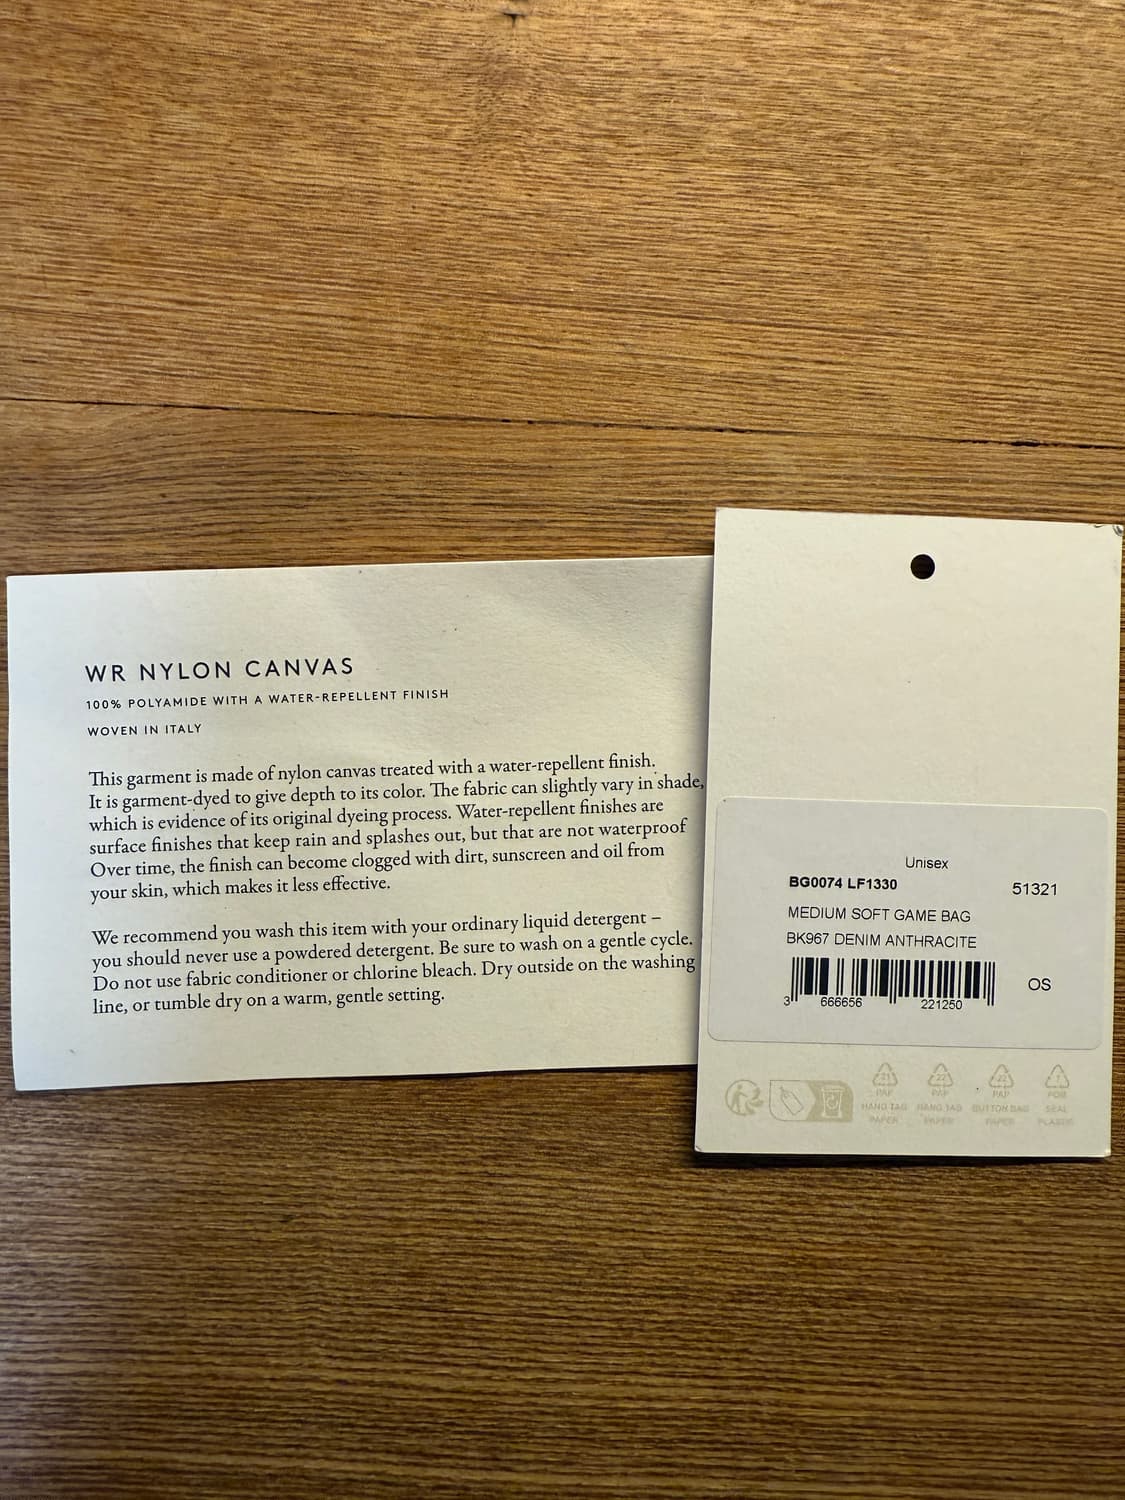 WR NYLON CANVAS
100% POLYAMIDE WITH A WATER-REPELLENT FINISH
WOVEN IN ITALY
This garment is made of nylon canvas treated with a water-repellent finish.
It is garment-dyed to give depth to its color. The fabric can slightly vary in shade,
which is evidence of its original dyeing process. Water-repellent finishes are
surface finishes that keep rain and splashes out, but that are not waterproof
Over time, the finish can become clogged with dirt, sunscreen and oil from
your skin, which makes it less effective.
We recommend you wash this item with your ordinary liquid detergent –
you should never use a powdered detergent. Be sure to wash on a gentle cycle.
Do not use fabric conditioner or chlorine bleach. Dry outside on the washing
line, or tumble dry on a warm, gentle setting.
Unisex
BG0074 LF1330 51321
MEDIUM SOFT GAME BAG
BK967 DENIM ANTHRACITE
OS
3 666656 221250
21 22 22 7
PAP PAP PAP FOR
HANG TAG HANG TAG BUTTON BAG SEAL
PAPER PAPER PAPER PLASTIC